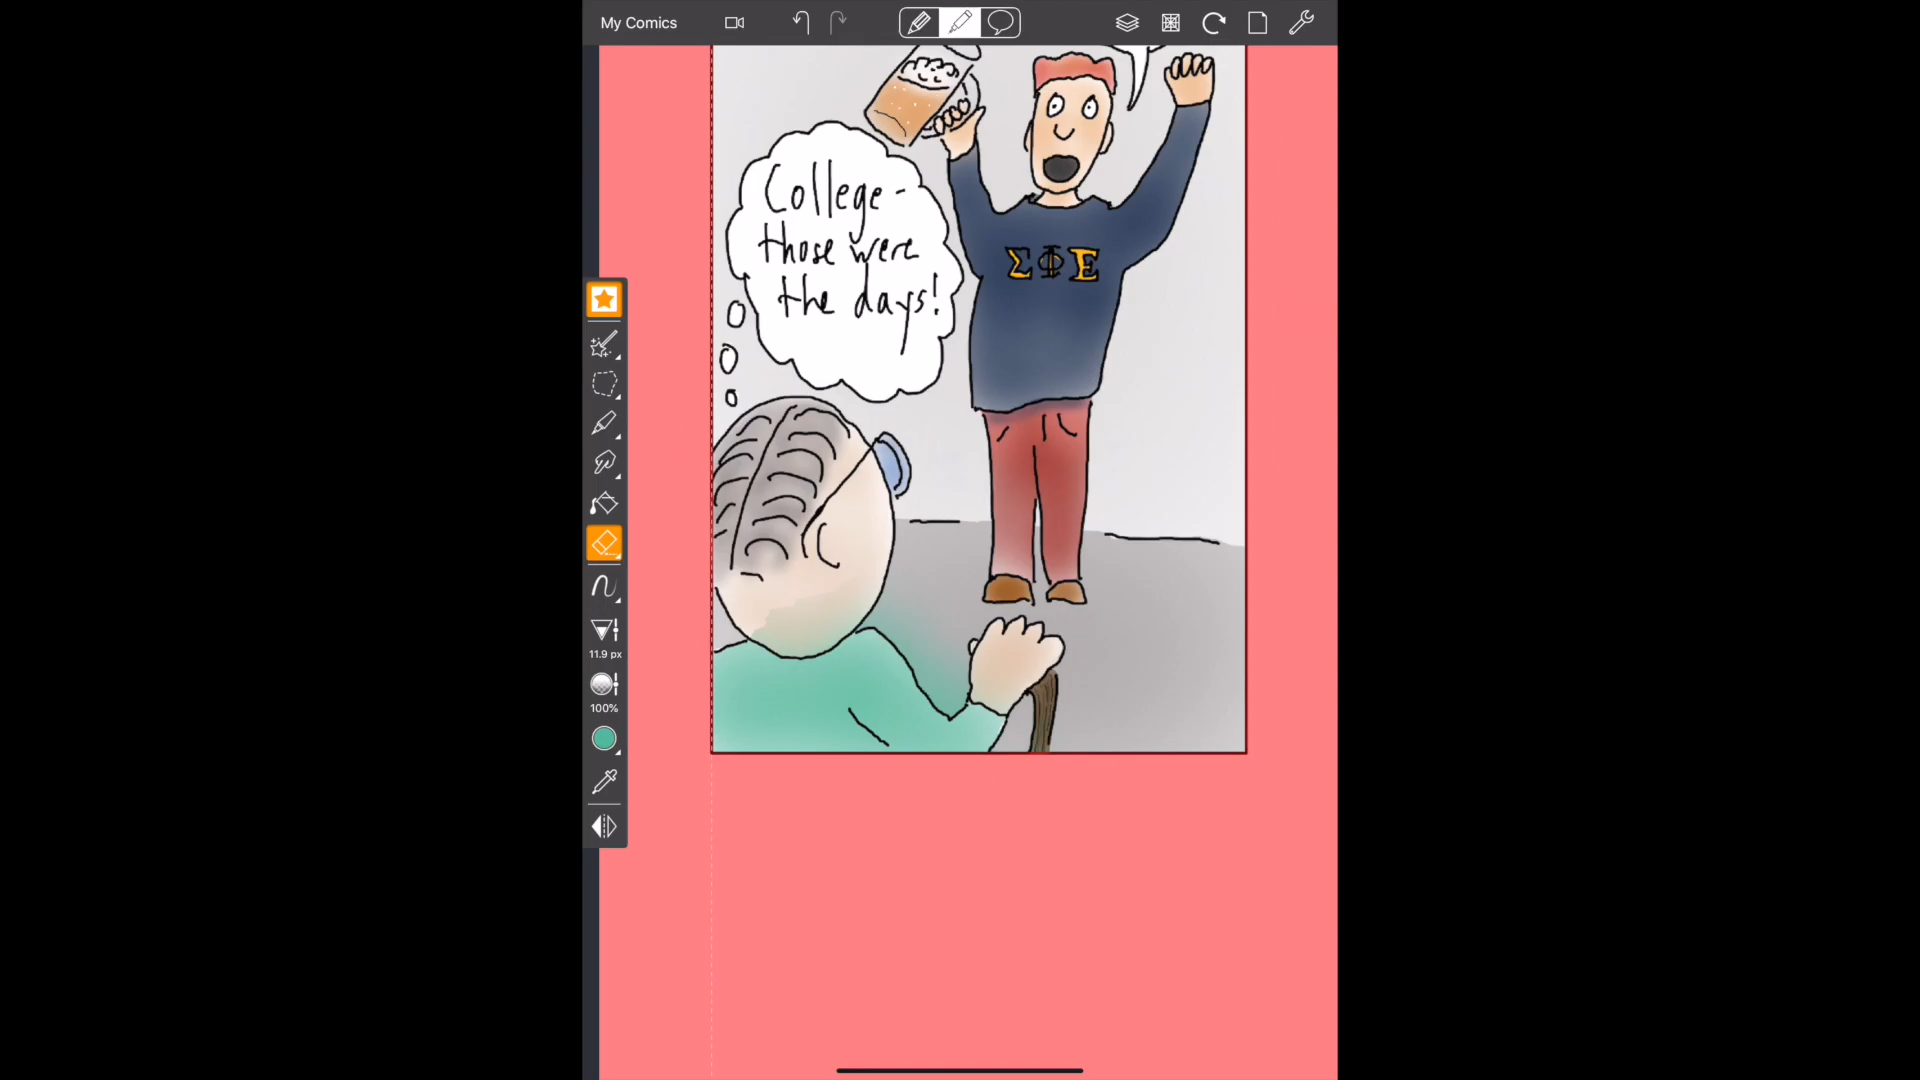 My Comics
College-
those were
the days!
ΣΦΕ
11.9 px
100%